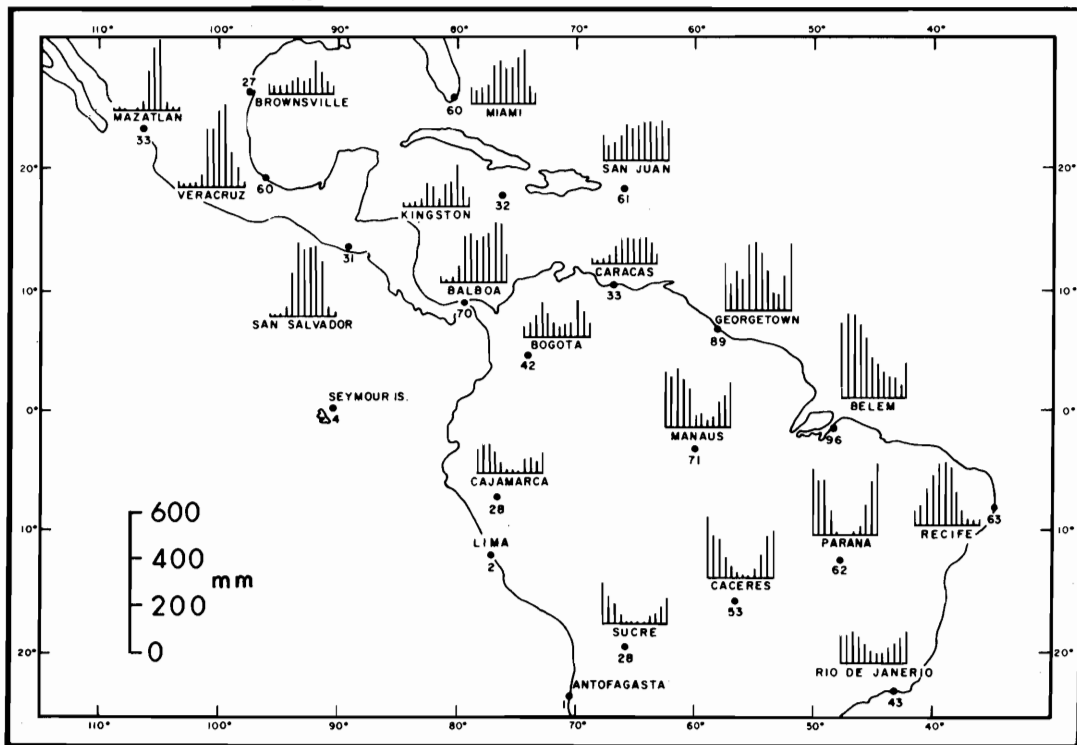 110° 100° 90° 80° 70° 60° 50° 40°
MAZATLAN
33
27
BROWNSVILLE
60
MIAMI
20°
VERACRUZ
60
KINGSTON
32
SAN JUAN
61
20°
31
SAN SALVADOR
BALBOA
70
CARACAS
33
GEORGETOWN
89
10°
10°
BOGOTA
42
SEYMOUR IS.
4
0°
MANAUS
71
BELEM
96
0°
CAJAMARCA
28
LIMA
2
600
400
200
0
mm
10°
PARANA
62
RECIFE
63
10°
CACERES
53
SUCRE
28
20°
RIO DE JANERIO
43
20°
ANTOFAGASTA
1
110° 100° 90° 80° 70° 60° 50° 40°